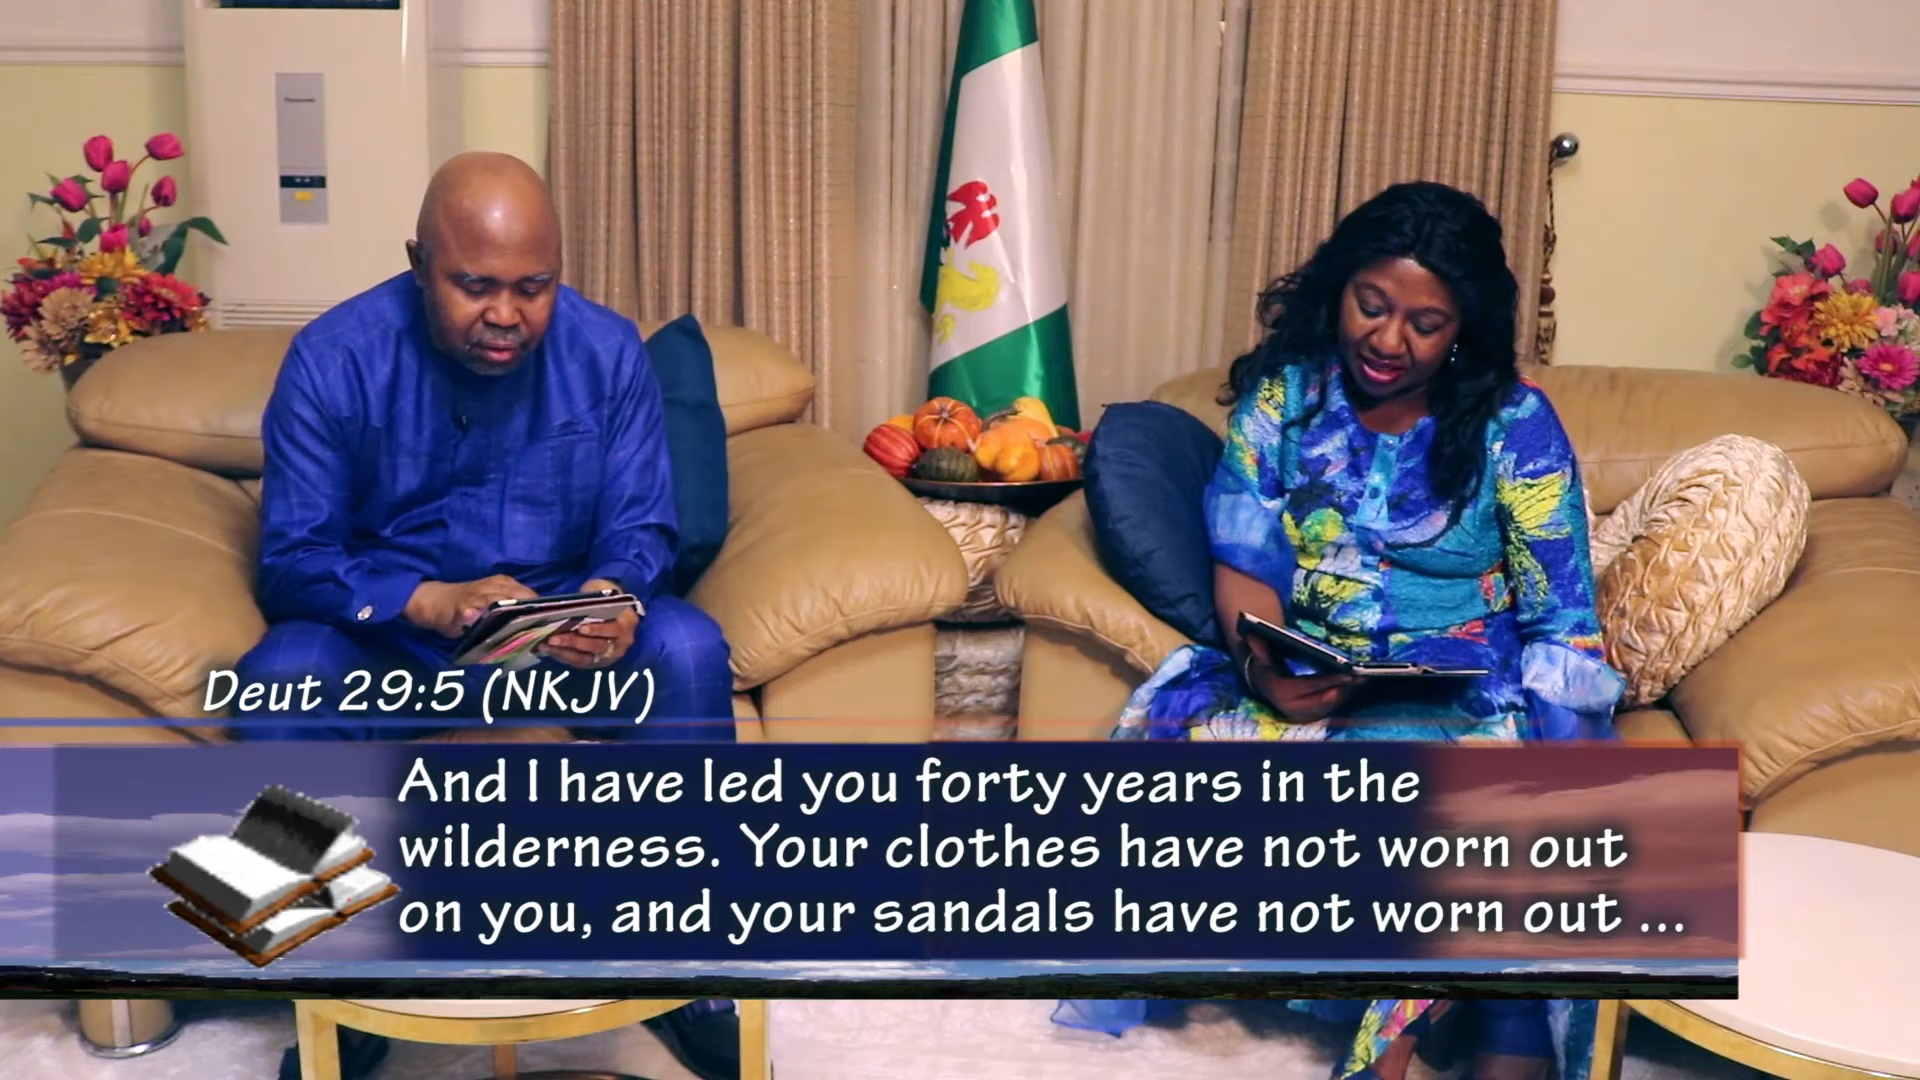 Panasonic
Deut 29:5 (NKJV)
And I have led you forty years in the
wilderness. Your clothes have not worn out
on you, and your sandals have not worn out ...